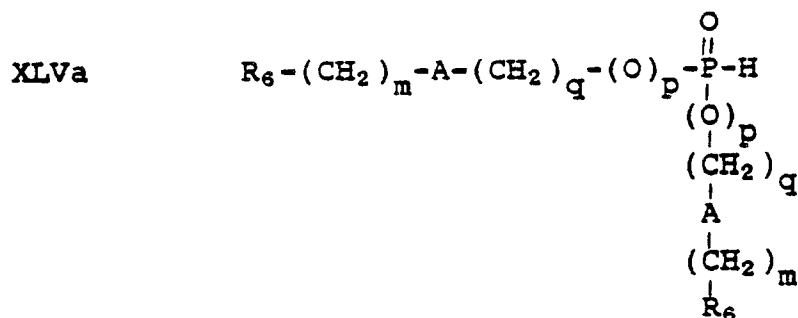 O
XLVa R₆-(CH₂)ₘ-A-(CH₂)q-(O)ₚ-P-H
(O)ₚ
(CH₂)q
A
(CH₂)ₘ
R₆